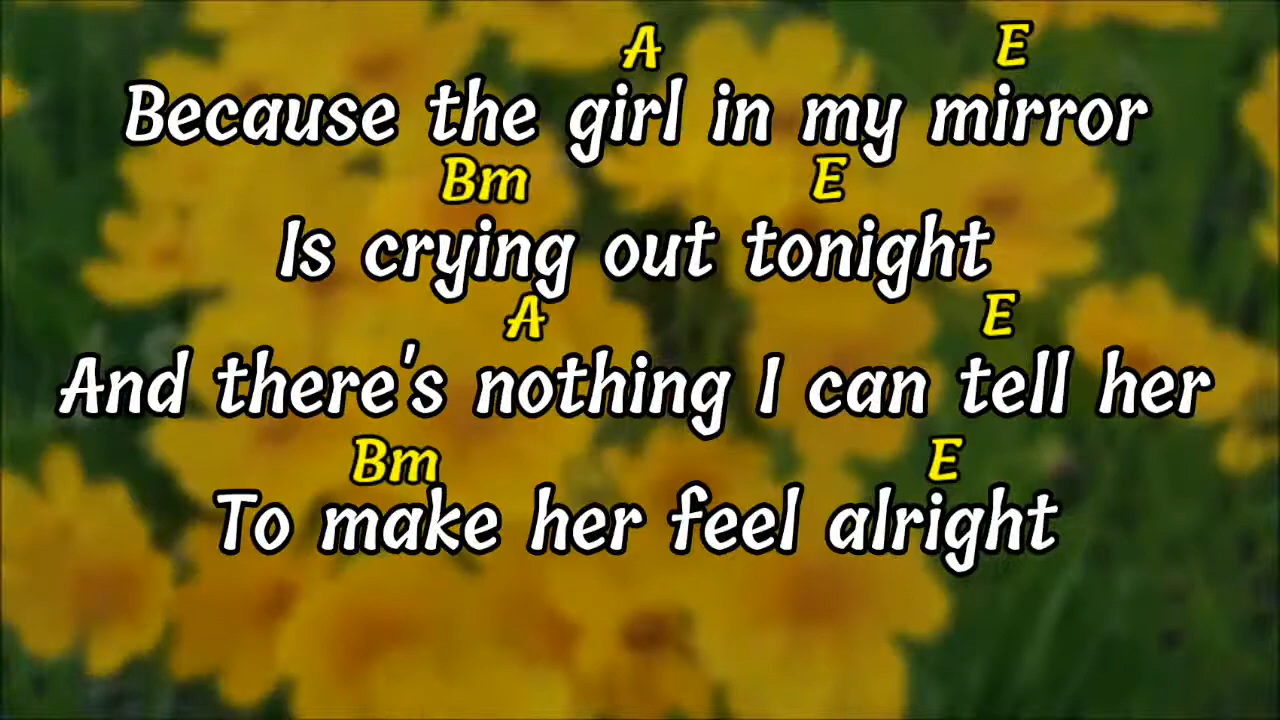 A E
Because the girl in my mirror
Bm E
Is crying out tonight
A E
And there's nothing I can tell her
Bm E
To make her feel alright